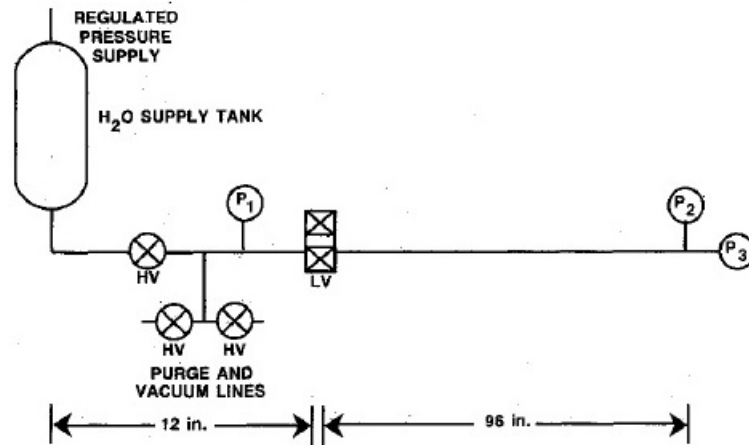 REGULATED
PRESSURE
SUPPLY
H2O SUPPLY TANK
P1
P2
P3
HV
LV
HV
HV
PURGE AND
VACUUM LINES
12 in.
96 in.